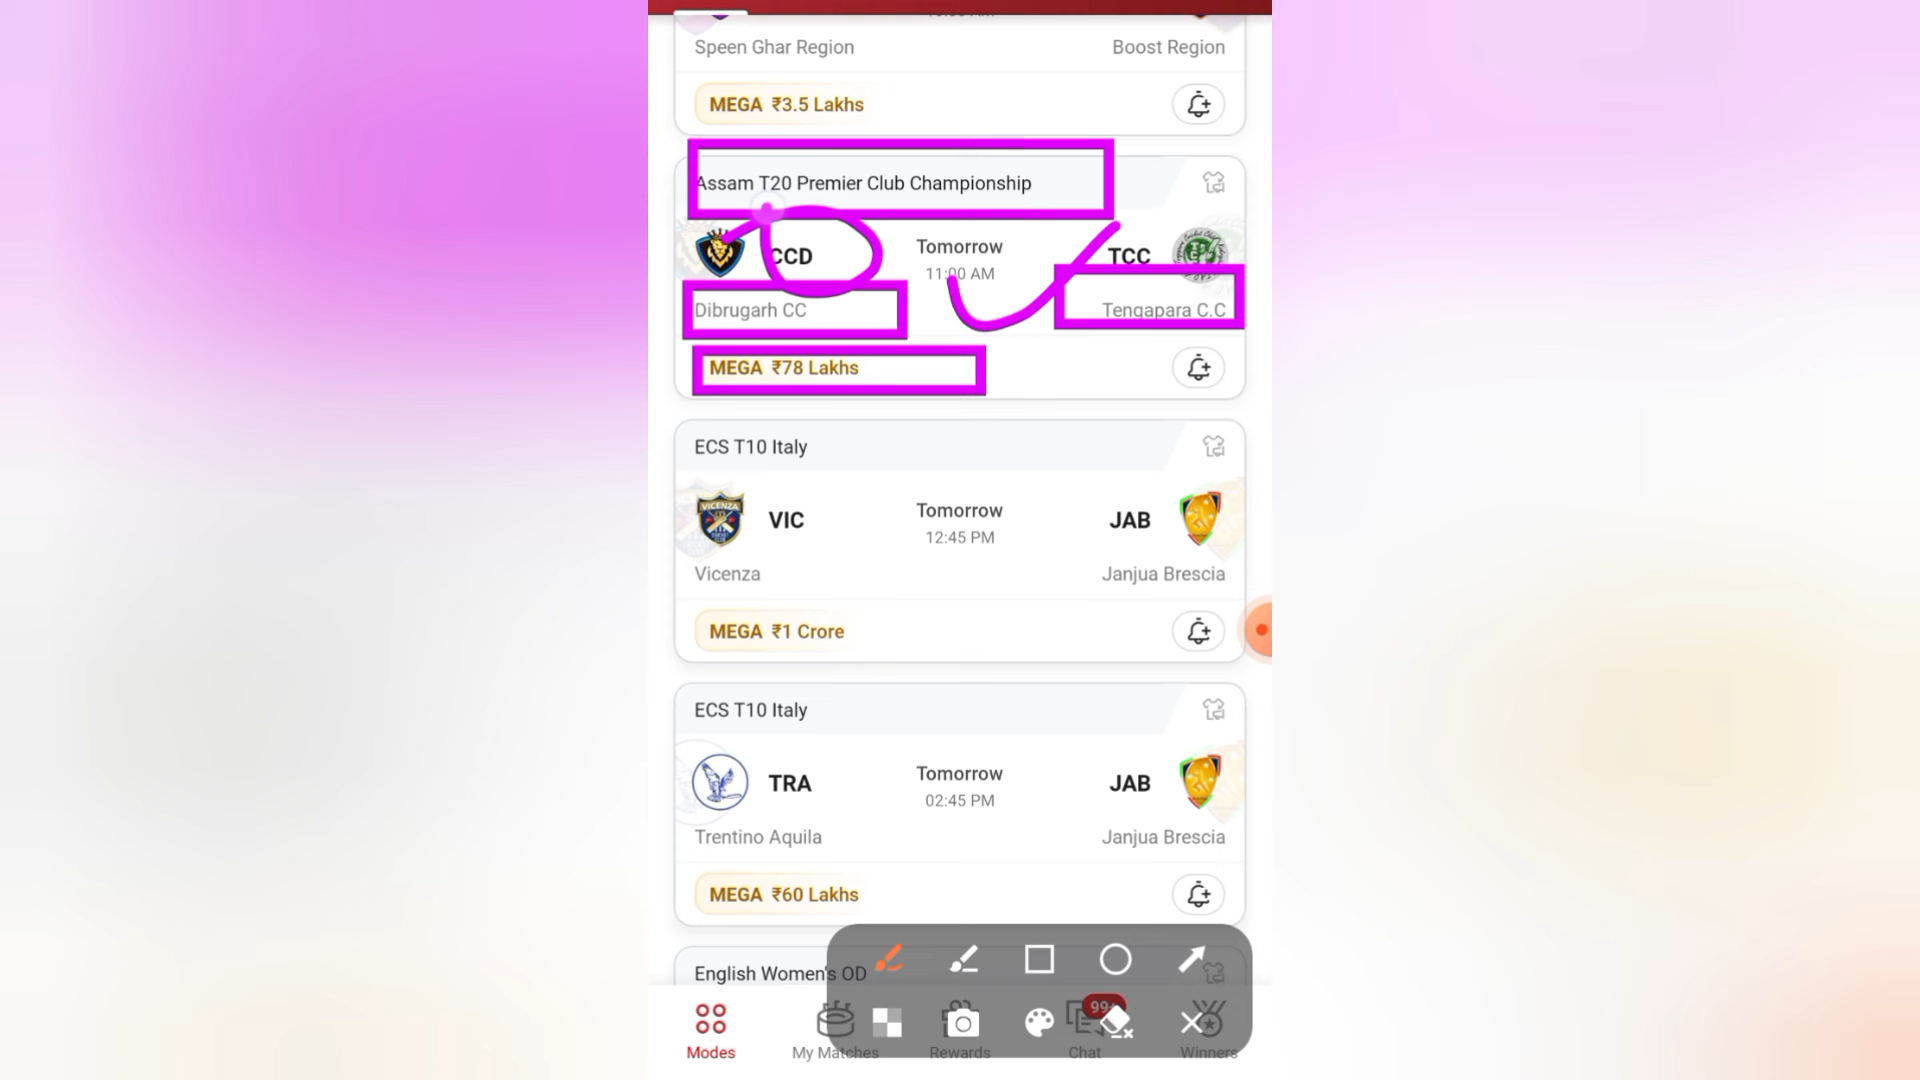 Speen Ghar Region Boost Region
MEGA ₹3.5 Lakhs
Assam T20 Premier Club Championship
CCD Tomorrow TCC
11:00 AM
Dibrugarh CC Tengapara C.C
MEGA ₹78 Lakhs
ECS T10 Italy
VICENZA
VIC Tomorrow JAB
12:45 PM
Vicenza Janjua Brescia
MEGA ₹1 Crore
ECS T10 Italy
TRA Tomorrow JAB
02:45 PM
Trentino Aquila Janjua Brescia
MEGA ₹60 Lakhs
English Women's OD
99+
Modes My Matches Rewards Chat Winners